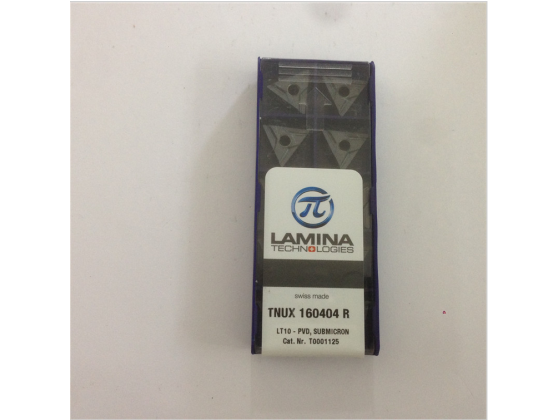 π
LAMINA
TECHNOLOGIES
swiss made
TNUX 160404 R
LT10 - PVD, SUBMICRON
Cat. Nr. T0001125